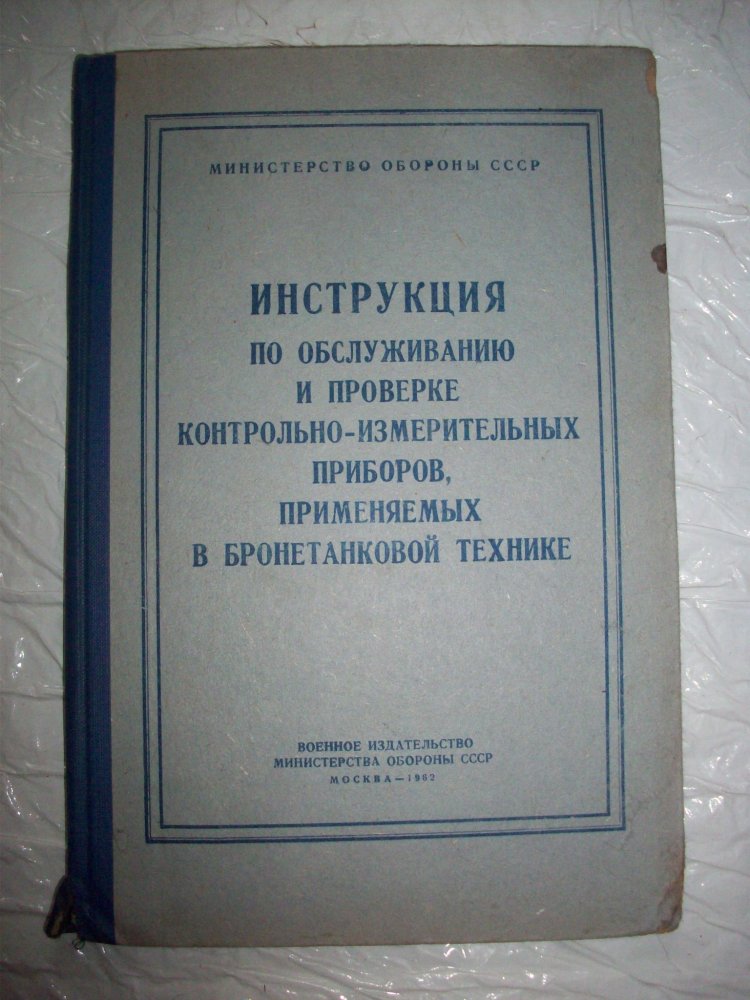 МИНИСТЕРСТВО ОБОРОНЫ СССР
ИНСТРУКЦИЯ
ПО ОБСЛУЖИВАНИЮ
И ПРОВЕРКЕ
КОНТРОЛЬНО-ИЗМЕРИТЕЛЬНЫХ
ПРИБОРОВ,
ПРИМЕНЯЕМЫХ
В БРОНЕТАНКОВОЙ ТЕХНИКЕ
ВОЕННОЕ ИЗДАТЕЛЬСТВО
МИНИСТЕРСТВА ОБОРОНЫ СССР
МОСКВА—1962